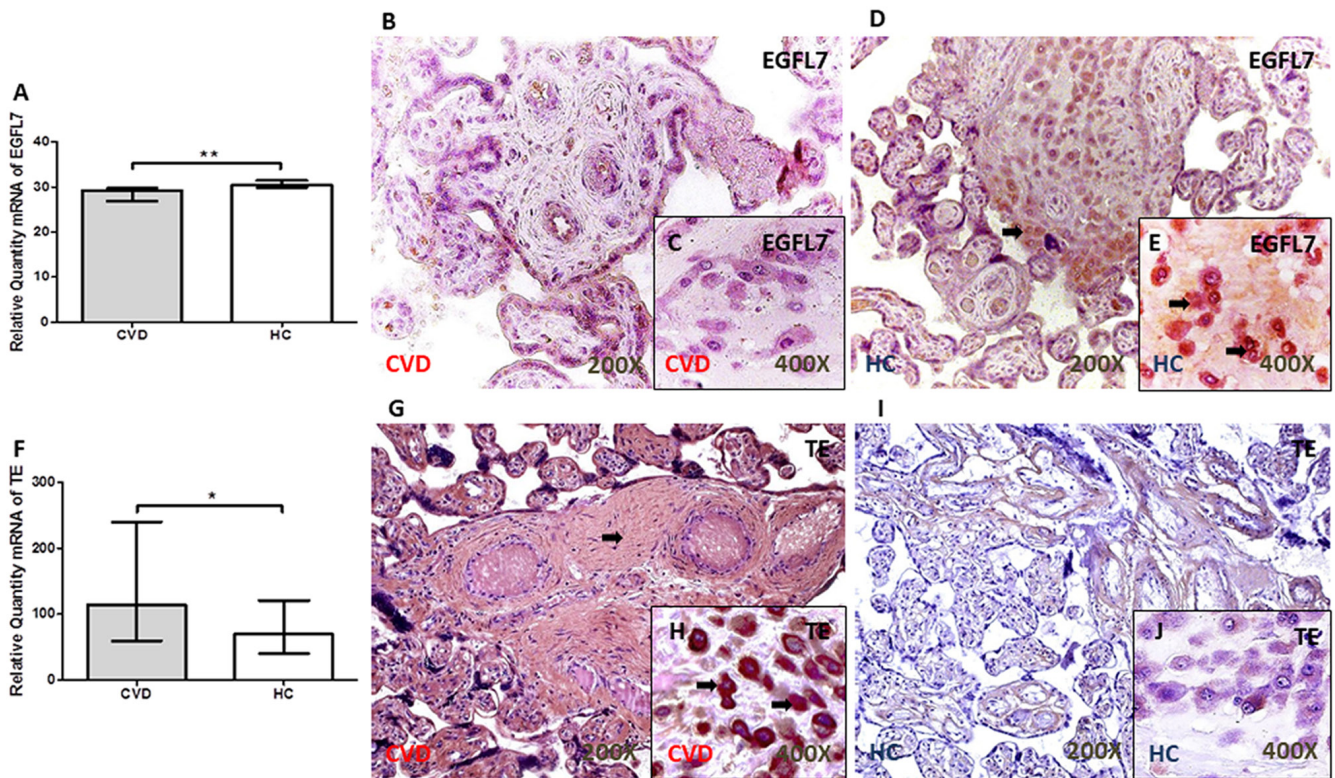 A
Relative Quantity mRNA of EGFL7
40
30
20
10
0
**
CVD
HC
B
EGFL7
CVD
200X
C
EGFL7
CVD
400X
D
EGFL7
HC
200X
E
EGFL7
HC
400X
F
Relative Quantity mRNA of TE
300
200
100
0
*
CVD
HC
G
TE
CVD
200X
H
TE
CVD
400X
I
TE
HC
200X
J
TE
HC
400X